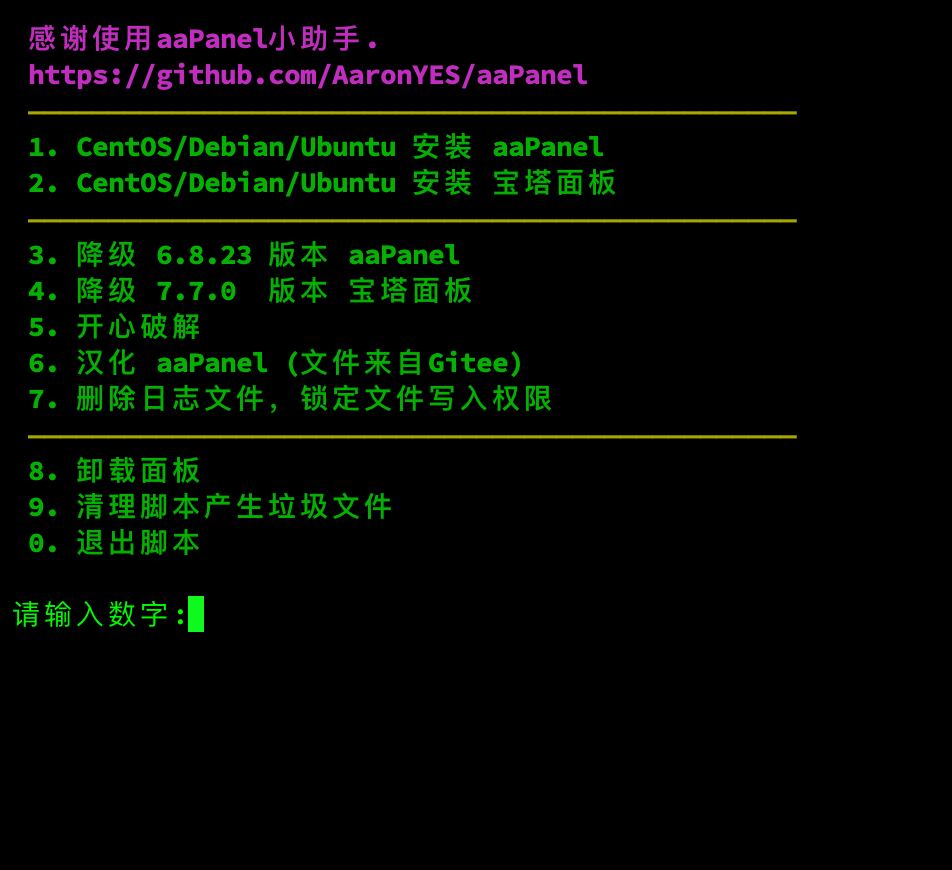 感谢使用aaPanel小助手.
https://github.com/AaronYES/aaPanel
1. CentOS/Debian/Ubuntu 安装 aaPanel
2. CentOS/Debian/Ubuntu 安装 宝塔面板
3. 降级 6.8.23 版本 aaPanel
4. 降级 7.7.0  版本 宝塔面板
5. 开心破解
6. 汉化 aaPanel (文件来自Gitee)
7. 删除日志文件, 锁定文件写入权限
8. 卸载面板
9. 清理脚本产生垃圾文件
0. 退出脚本
请输入数字: